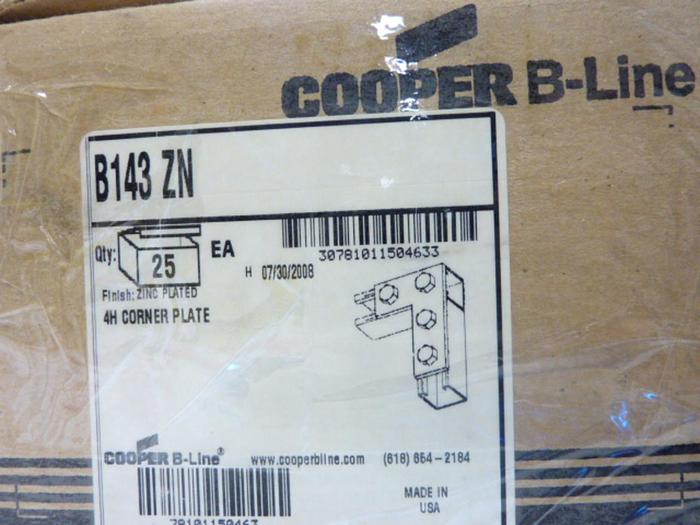 COOPER B-Line
B143 ZN
Qty: 25 EA
30781011504633
H 07/30/2008
Finish: ZINC PLATED
4H CORNER PLATE
COOPER B-Line® www.cooperbline.com (618) 654-2184
MADE IN
USA
78101150463